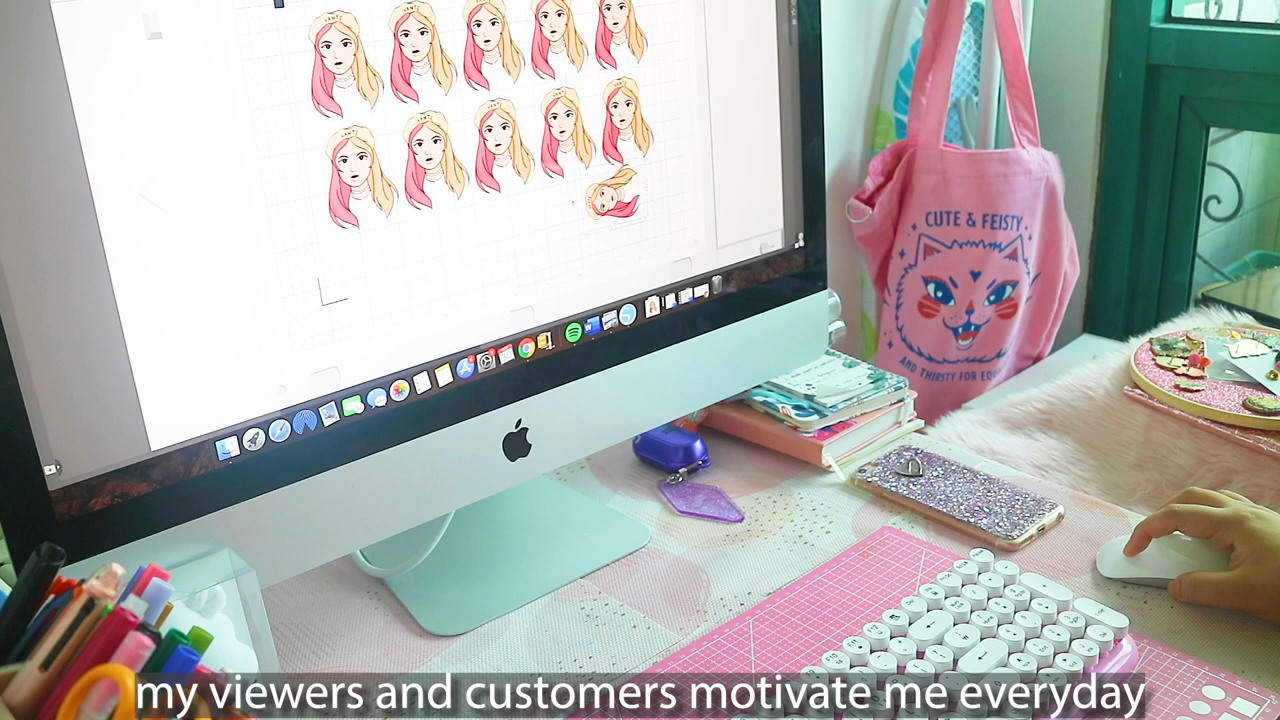 CUTE & FEISTY
AND THIRSTY FOR EQU
my viewers and customers motivate me everyday